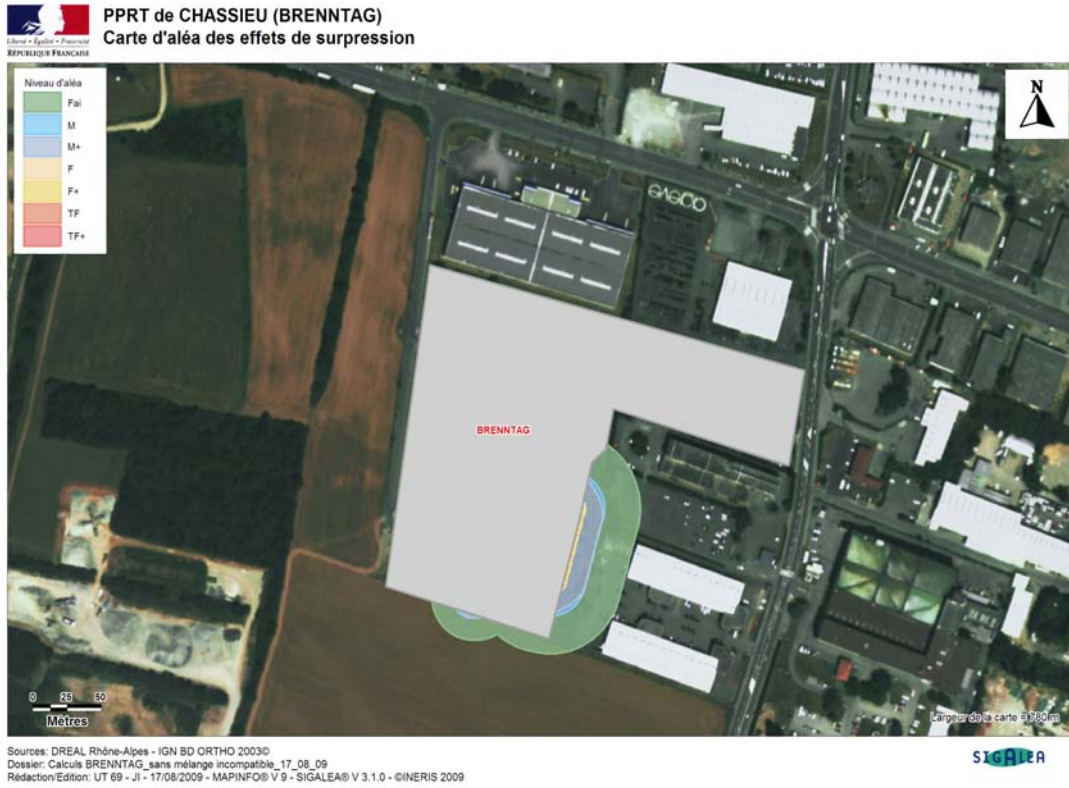 PPRT de CHASSIEU (BRENNTAG)
Carte d'aléa des effets de surpression
Liberté • Égalité • Fraternité
RÉPUBLIQUE FRANÇAISE
Niveau d'aléa
Fai
M
M+
F
F+
TF
TF+
N
aoeve
BRENNTAG
0 25 50
Mètres
Largeur de la carte = 780 m
Sources: DREAL Rhône-Alpes - IGN BD ORTHO 2003©
Dossier: Calculs BRENNTAG_sans mélange incompatible_17_08_09
Rédaction/Edition: UT 69 - JI - 17/08/2009 - MAPINFO® V 9 - SIGALEA® V 3.1.0 - ©INERIS 2009
SIGALEA